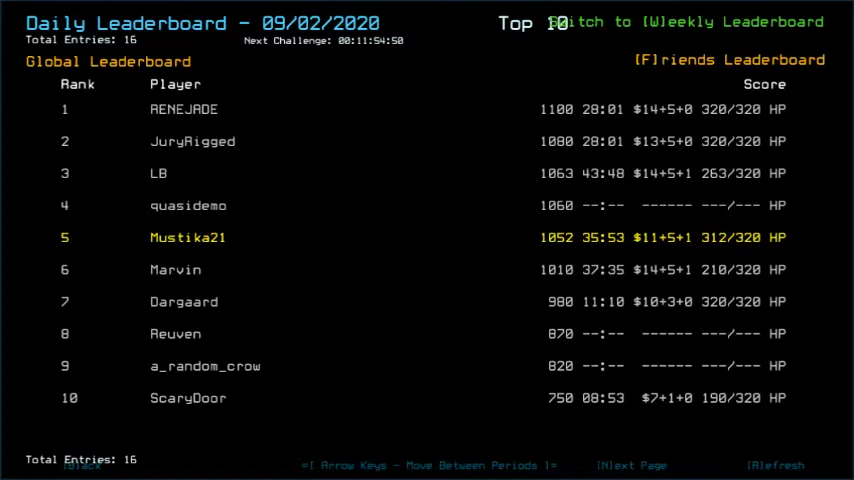 Daily Leaderboard - 09/02/2020 Top 10 Switch to [W]eekly Leaderboard
Total Entries: 16 Next Challenge: 00:11:54:50
Global Leaderboard [F]riends Leaderboard
Rank Player Score
1 RENEJADE 1100 28:01 $14+5+0 320/320 HP
2 JuryRigged 1080 28:01 $13+5+0 320/320 HP
3 LB 1063 43:48 $14+5+1 263/320 HP
4 quasidemo 1060 --:-- ------ ---/--- HP
5 Mustika21 1052 35:53 $11+5+1 312/320 HP
6 Marvin 1010 37:35 $14+5+1 210/320 HP
7 Dargaard 980 11:10 $10+3+0 320/320 HP
8 Reuven 870 --:-- ------ ---/--- HP
9 a_random_crow 820 --:-- ------ ---/--- HP
10 ScaryDoor 750 08:53 $7+1+0 190/320 HP
Total Entries: 16
[B]ack =[ Arrow Keys - Move Between Periods ]= [N]ext Page [R]efresh